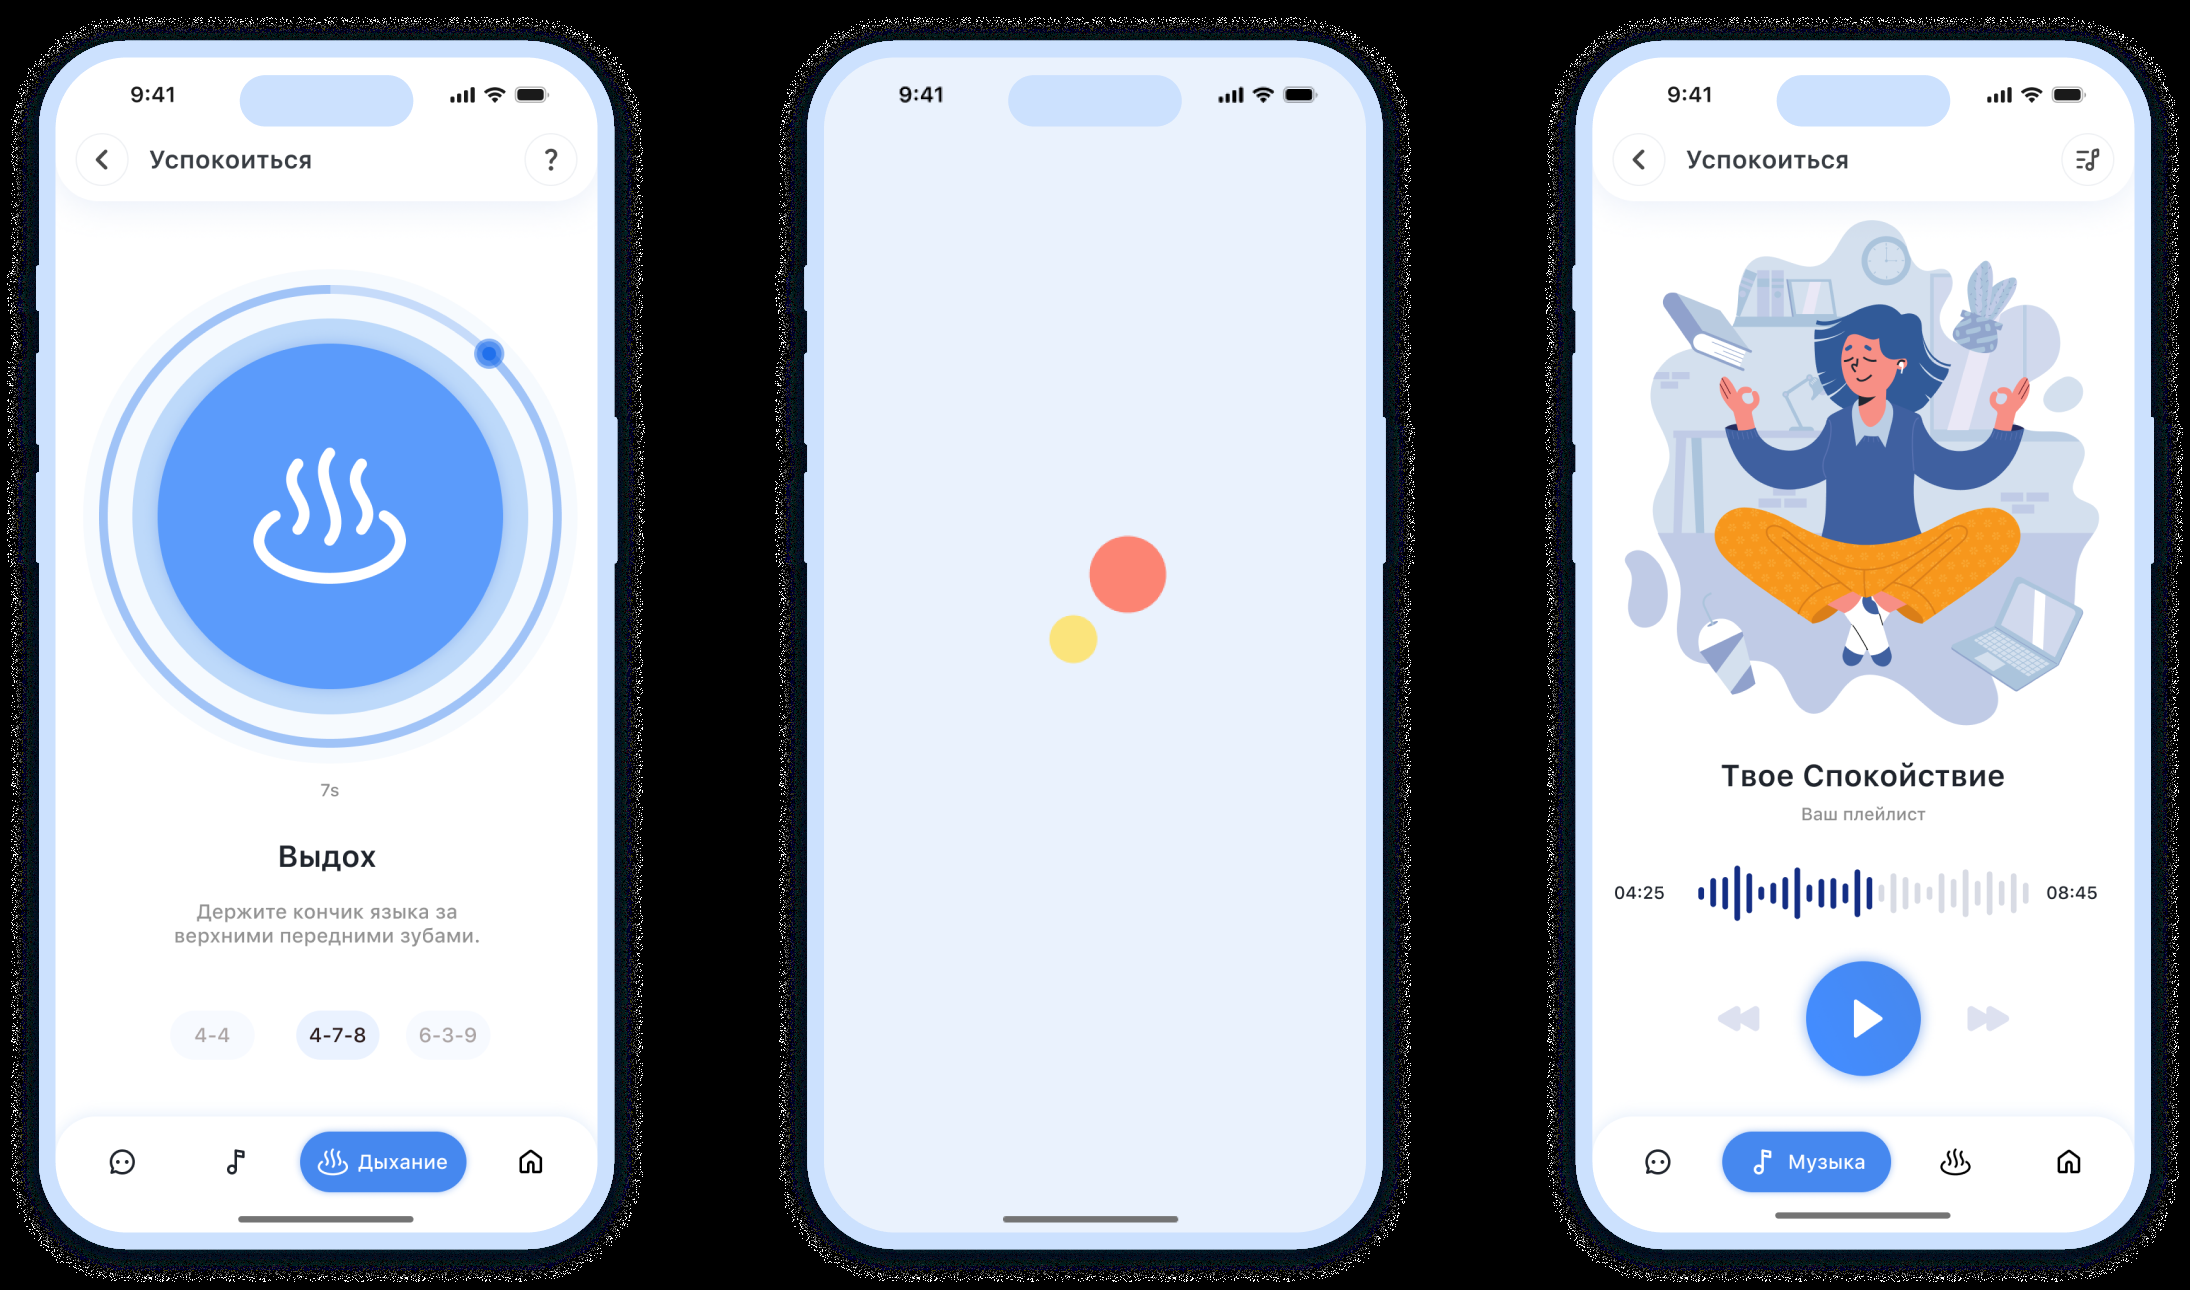 9:41
Успокоиться
?
7s
Выдох
Держите кончик языка за
верхними передними зубами.
4-4
4-7-8
6-3-9
Дыхание
9:41
9:41
Успокоиться
Твое Спокойствие
Ваш плейлист
04:25
08:45
Музыка